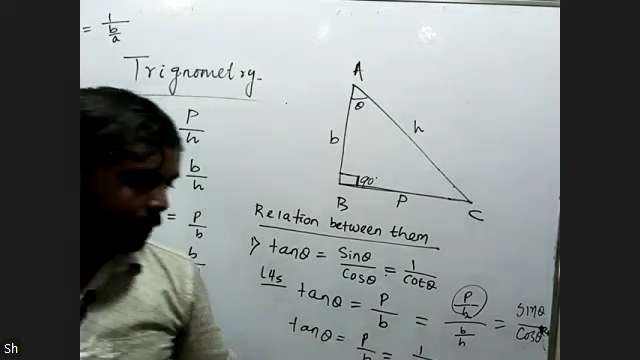 = 1/(b/a)
Trignometry
p/h
b/h
= p/b
b
A
θ
b
h
90°
B
p
C
Relation between them
tanθ = Sinθ/Cosθ = 1/Cotθ
LHs
tanθ = p/b = (p/h)/(b/h) = Sinθ/Cosθ
tanθ = p/b = 1
Sh